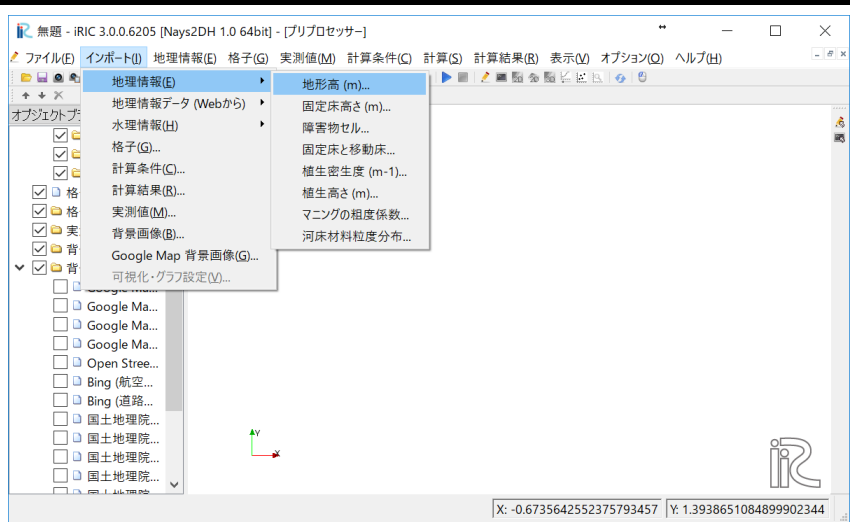 無題 - iRIC 3.0.0.6205 [Nays2DH 1.0 64bit] - [プリプロセッサー]
ファイル(F) インポート(I) 地理情報(E) 格子(G) 実測値(M) 計算条件(C) 計算(S) 計算結果(R) 表示(V) オプション(O) ヘルプ(H)
オブジェクトブ
地理情報(E)
地理情報データ (Webから)
水理情報(H)
格子(G)...
計算条件(C)...
計算結果(R)...
実測値(M)...
背景画像(B)...
Google Map 背景画像(G)...
可視化・グラフ設定(V)...
地形高 (m)...
固定床高さ (m)...
障害物セル...
固定床と移動床...
植生密生度 (m-1)...
植生高さ (m)...
マニングの粗度係数...
河床材料粒度分布...
格
格
実
背
背
Google Ma...
Google Ma...
Google Ma...
Open Stree...
Bing (航空...
Bing (道路...
国土地理院...
国土地理院...
国土地理院...
国土地理院...
Y
X
iRIC
X: -0.6735642552375793457 Y: 1.3938651084899902344